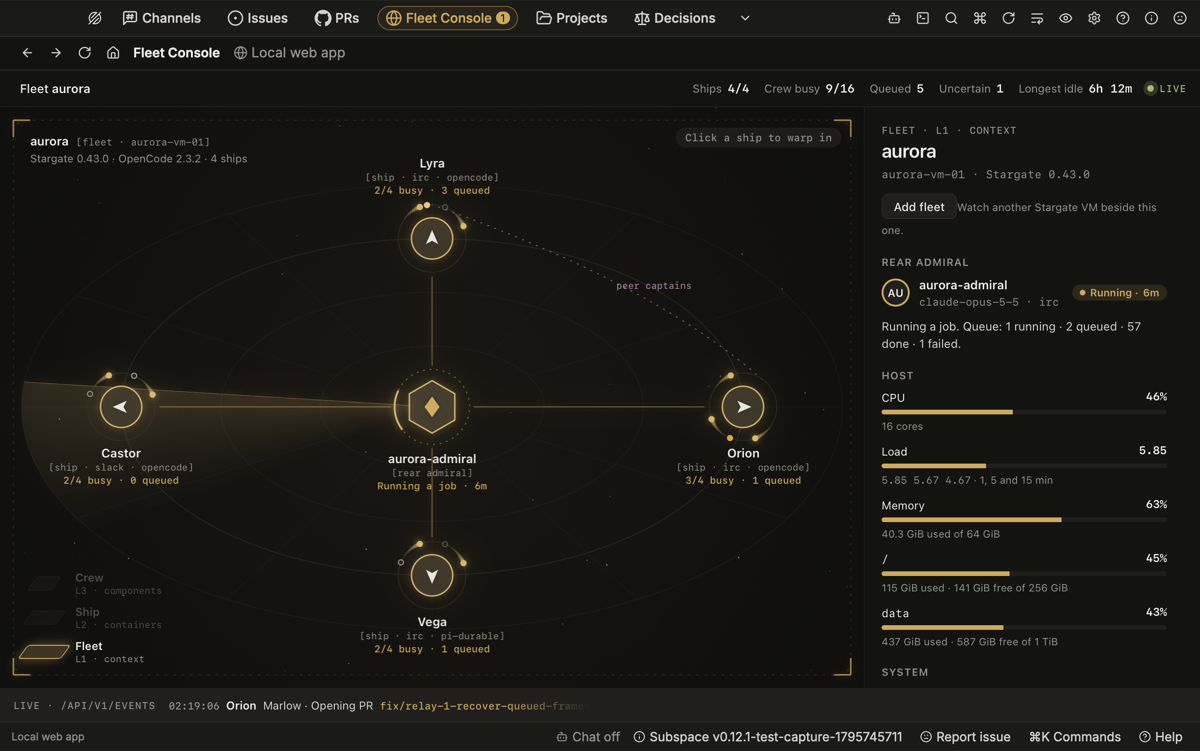 Channels Issues PRs Fleet Console 1 Projects Decisions
Fleet Console Local web app
Fleet aurora
Ships 4/4 Crew busy 9/16 Queued 5 Uncertain 1 Longest idle 6h 12m LIVE
aurora [fleet · aurora-vm-01]
Stargate 0.43.0 · OpenCode 2.3.2 · 4 ships
Click a ship to warp in
Lyra
[ship · irc · opencode]
2/4 busy · 3 queued
peer captains
Castor
[ship · slack · opencode]
2/4 busy · 0 queued
aurora-admiral
[rear admiral]
Running a job · 6m
Orion
[ship · irc · opencode]
3/4 busy · 1 queued
Vega
[ship · irc · pi-durable]
2/4 busy · 1 queued
Crew
L3 · components
Ship
L2 · containers
Fleet
L1 · context
FLEET · L1 · CONTEXT
aurora
aurora-vm-01 · Stargate 0.43.0
Add fleet Watch another Stargate VM beside this
one.
REAR ADMIRAL
AU aurora-admiral
claude-opus-5-5 · irc
Running · 6m
Running a job. Queue: 1 running · 2 queued · 57
done · 1 failed.
HOST
CPU 46%
16 cores
Load 5.85
5.85 5.67 4.67 · 1, 5 and 15 min
Memory 63%
40.3 GiB used of 64 GiB
/ 45%
115 GiB used · 141 GiB free of 256 GiB
data 43%
437 GiB used · 587 GiB free of 1 TiB
SYSTEM
LIVE · /API/V1/EVENTS 02:19:06 Orion Marlow · Opening PR fix/relay-1-recover-queued-frame
Local web app Chat off Subspace v0.12.1-test-capture-1795745711 Report issue ⌘K Commands Help